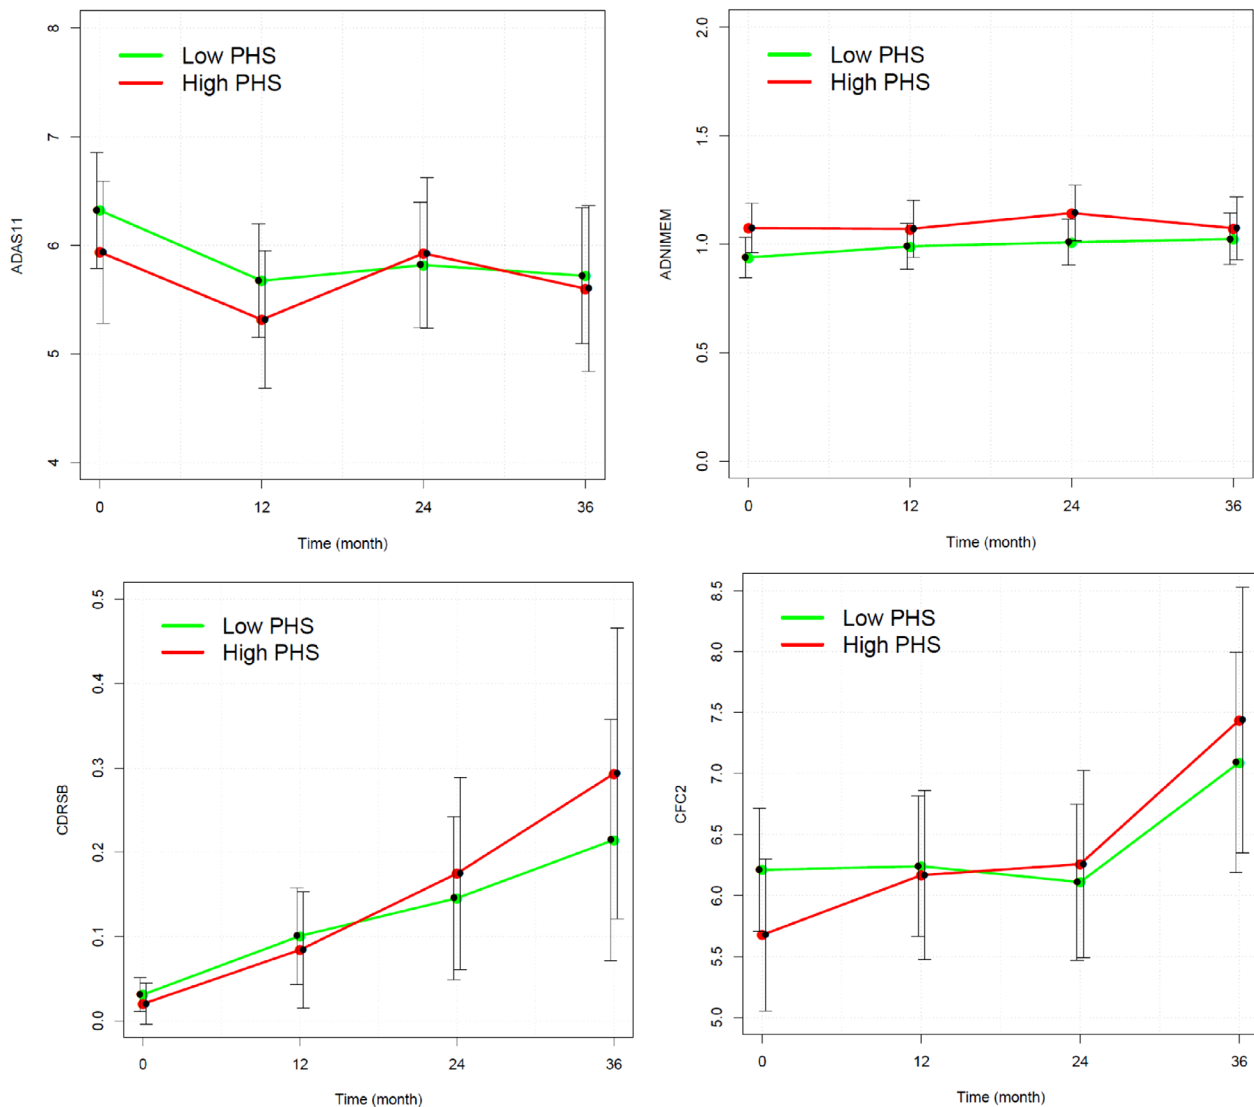 8
7
6
5
4
ADAS11
Low PHS
High PHS
0 12 24 36
Time (month)
2.0
1.5
1.0
0.5
0.0
ADNIMEM
Low PHS
High PHS
0 12 24 36
Time (month)
0.5
0.4
0.3
0.2
0.1
0.0
CDRSB
Low PHS
High PHS
0 12 24 36
Time (month)
8.5
8.0
7.5
7.0
6.5
6.0
5.5
5.0
CFC2
Low PHS
High PHS
0 12 24 36
Time (month)